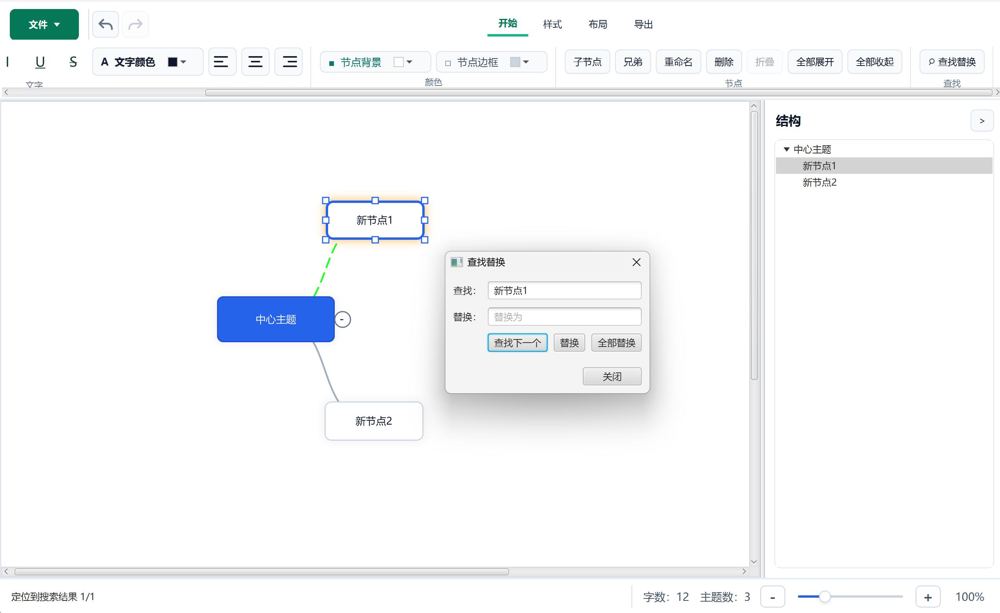 文件
开始 样式 布局 导出
I U S A 文字颜色 节点背景 节点边框 子节点 兄弟 重命名 删除 折叠 全部展开 全部收起 查找替换
文字 颜色 节点 查找
结构 >
中心主题
新节点1
新节点2
新节点1
中心主题 -
新节点2
查找替换
查找： 新节点1
替换： 替换为
查找下一个 替换 全部替换
关闭
定位到搜索结果 1/1 字数：12 主题数：3 - + 100%